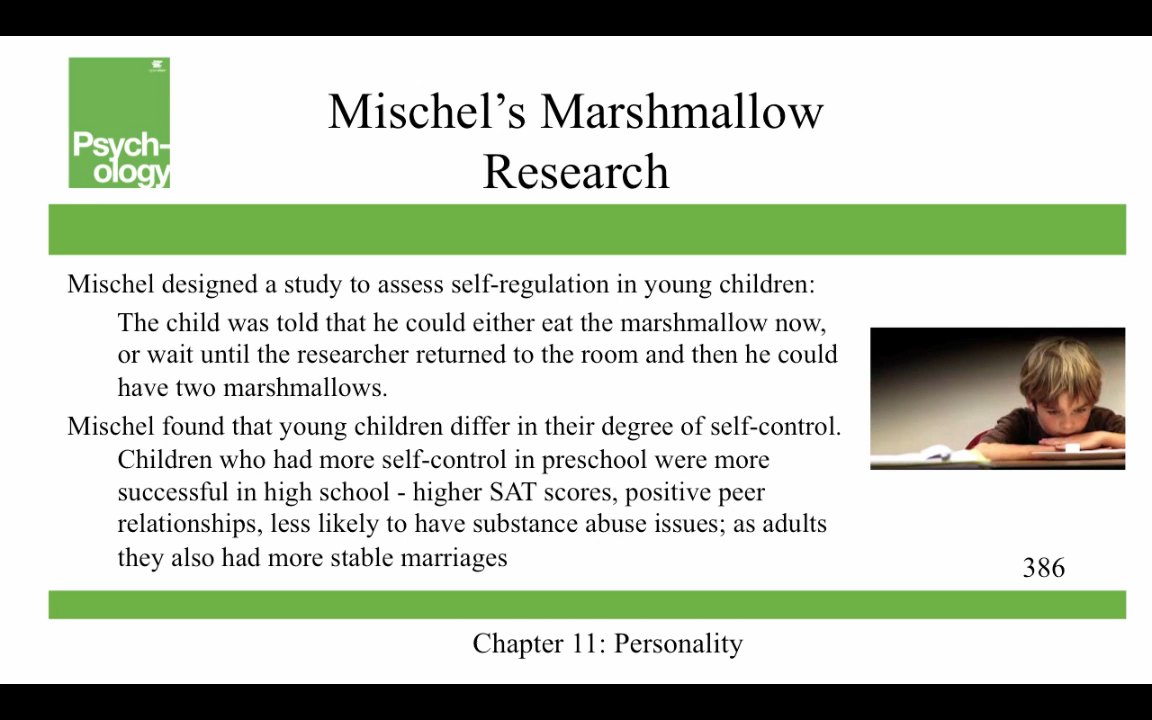 Psych-
ology
Mischel’s Marshmallow
Research
Mischel designed a study to assess self-regulation in young children:
The child was told that he could either eat the marshmallow now,
or wait until the researcher returned to the room and then he could
have two marshmallows.
Mischel found that young children differ in their degree of self-control.
Children who had more self-control in preschool were more
successful in high school - higher SAT scores, positive peer
relationships, less likely to have substance abuse issues; as adults
they also had more stable marriages
386
Chapter 11: Personality